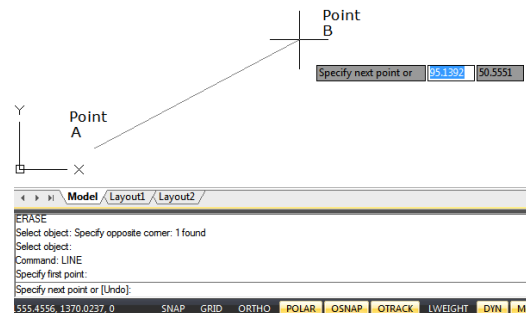 Point
B
Specify next point or 95.1392 50.5551
Y
Point
A
X
Model Layout1 Layout2
ERASE
Select object: Specify opposite corner: 1 found
Select object:
Command: LINE
Specify first point:
Specify next point or [Undo]:
1555.4556, 1370.0237, 0 SNAP GRID ORTHO POLAR OSNAP OTRACK LWEIGHT DYN M